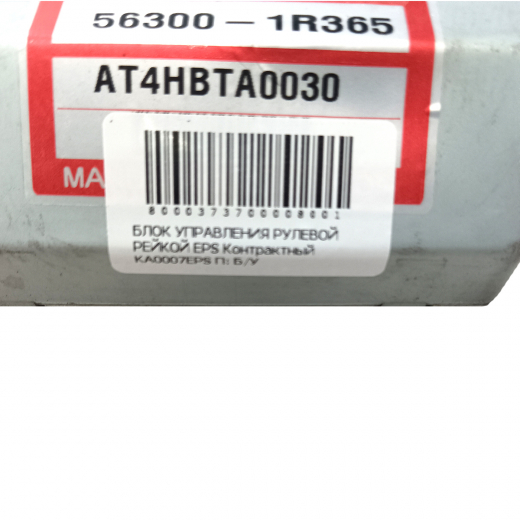 56300-1R365
AT4HBTA0030
MA
8000373700008001
БЛОК УПРАВЛЕНИЯ РУЛЕВОЙ
РЕЙКОЙ EPS Контрактный
KA0007EPS П: Б/У